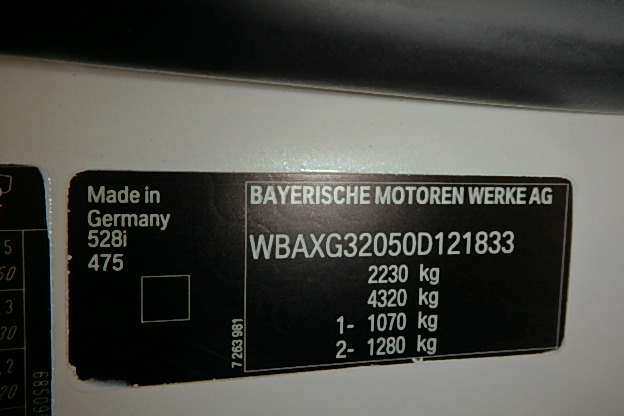 Made in
Germany
528i
475
BAYERISCHE MOTOREN WERKE AG
WBAXG32050D121833
2230 kg
4320 kg
1- 1070 kg
2- 1280 kg
7 263 981